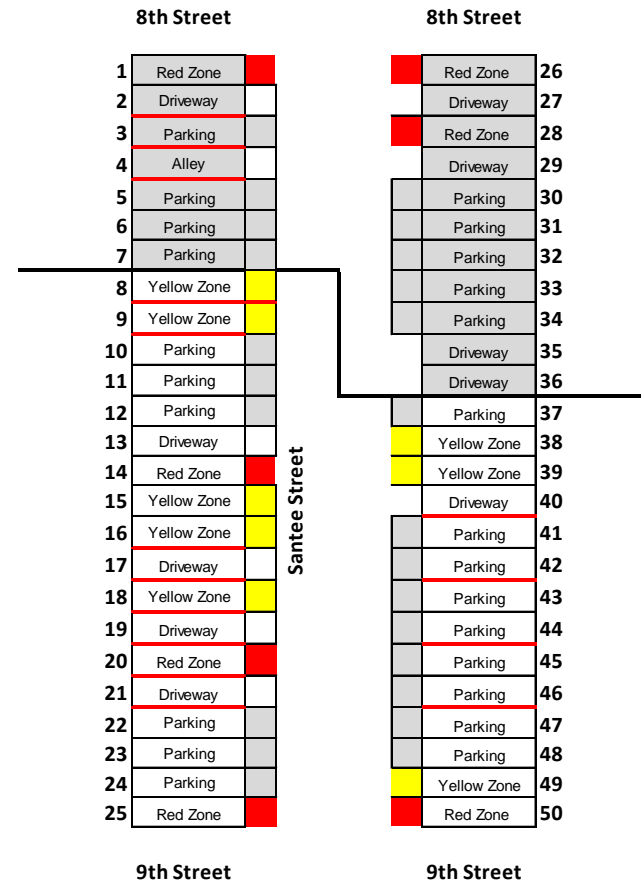 8th Street
8th Street
1 Red Zone
2 Driveway
3 Parking
4 Alley
5 Parking
6 Parking
7 Parking
8 Yellow Zone
9 Yellow Zone
10 Parking
11 Parking
12 Parking
13 Driveway
14 Red Zone
15 Yellow Zone
16 Yellow Zone
17 Driveway
18 Yellow Zone
19 Driveway
20 Red Zone
21 Driveway
22 Parking
23 Parking
24 Parking
25 Red Zone
Santee Street
Red Zone 26
Driveway 27
Red Zone 28
Driveway 29
Parking 30
Parking 31
Parking 32
Parking 33
Parking 34
Driveway 35
Driveway 36
Parking 37
Yellow Zone 38
Yellow Zone 39
Driveway 40
Parking 41
Parking 42
Parking 43
Parking 44
Parking 45
Parking 46
Parking 47
Parking 48
Yellow Zone 49
Red Zone 50
9th Street
9th Street